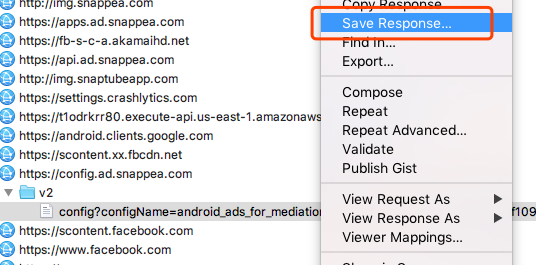 http://img.snappea.com
https://apps.ad.snappea.com
https://fb-s-c-a.akamaihd.net
https://api.ad.snappea.com
http://img.snaptubeapp.com
https://settings.crashlytics.com
https://t1odrkrr80.execute-api.us-east-1.amazonaws
https://android.clients.google.com
https://scontent.xx.fbcdn.net
https://config.ad.snappea.com
v2
config?configName=android_ads_for_mediation
f109
https://scontent.facebook.com
https://www.facebook.com
Copy Response
Save Response...
Find In...
Export...
Compose
Repeat
Repeat Advanced...
Validate
Publish Gist
View Request As
View Response As
Viewer Mappings...